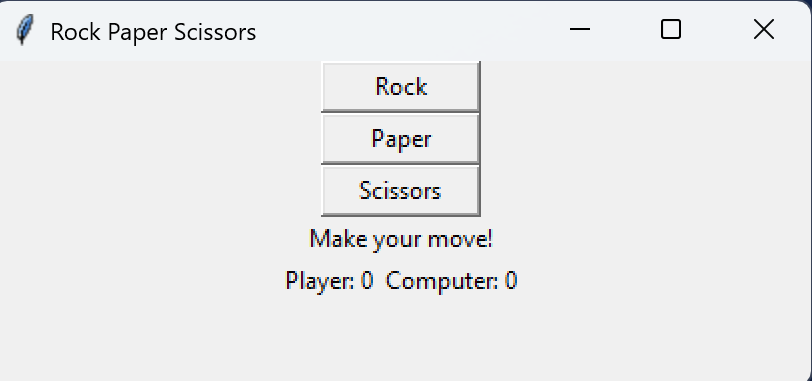 Rock Paper Scissors
Rock
Paper
Scissors
Make your move!
Player: 0  Computer: 0